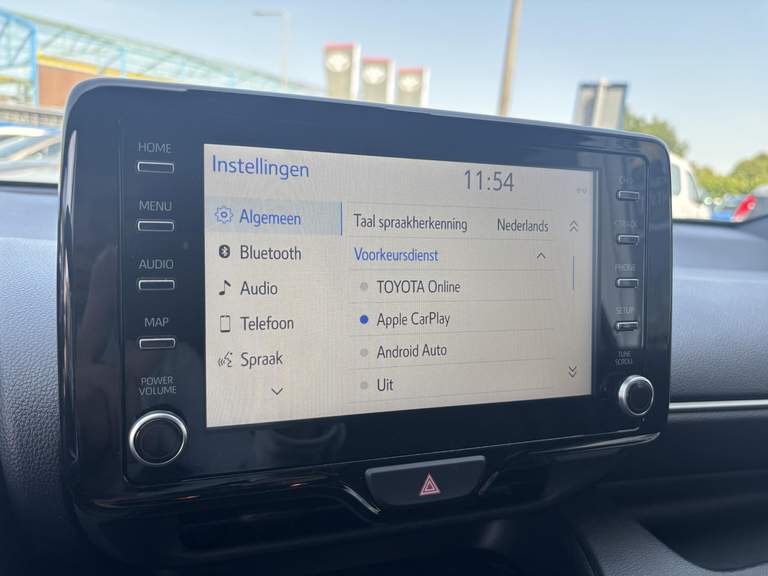 HOME
MENU
AUDIO
MAP
POWER
VOLUME
Instellingen
11:54
Algemeen
Bluetooth
Audio
Telefoon
Spraak
Taal spraakherkenning Nederlands
Voorkeursdienst
TOYOTA Online
Apple CarPlay
Android Auto
Uit
PHONE
SETUP
TUNE
SCROLL